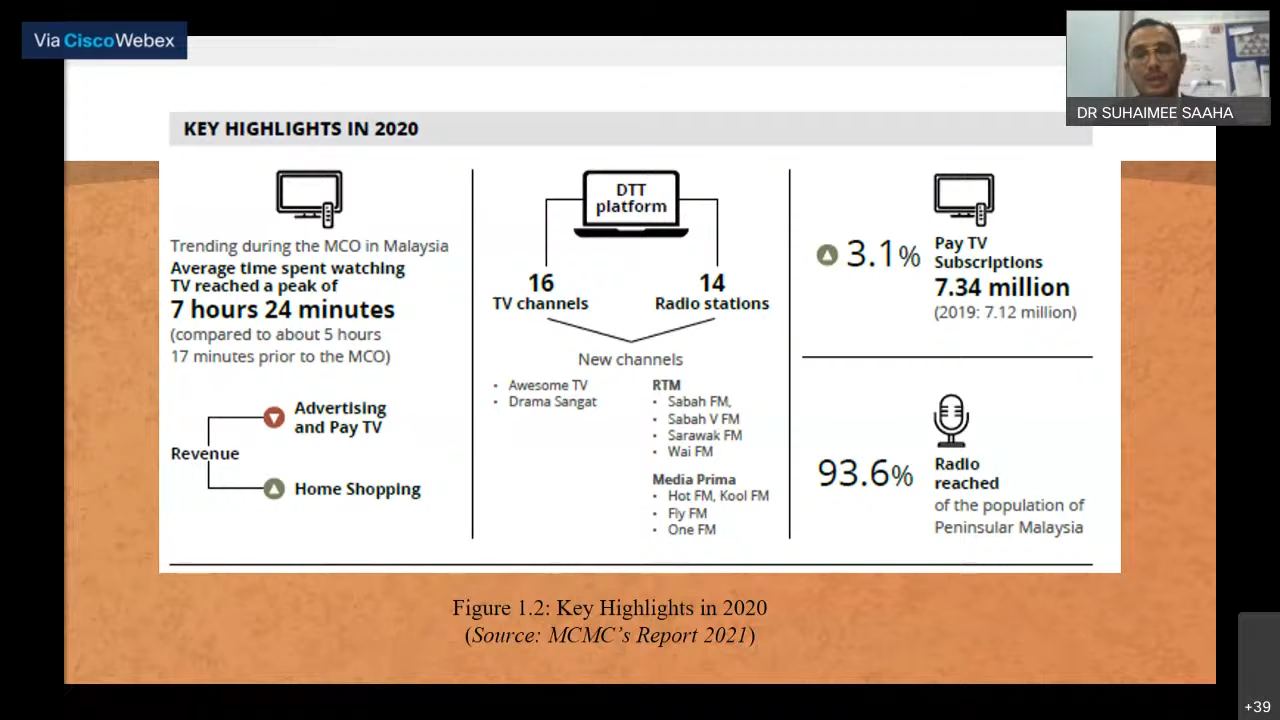 Via CiscoWebex
DR SUHAIMEE SAAHA
KEY HIGHLIGHTS IN 2020
Trending during the MCO in Malaysia
Average time spent watching
TV reached a peak of
7 hours 24 minutes
(compared to about 5 hours
17 minutes prior to the MCO)
Revenue
Advertising
and Pay TV
Home Shopping
DTT
platform
16
TV channels
14
Radio stations
New channels
• Awesome TV
• Drama Sangat
RTM
• Sabah FM,
• Sabah V FM
• Sarawak FM
• Wai FM
Media Prima
• Hot FM, Kool FM
• Fly FM
• One FM
3.1%
Pay TV
Subscriptions
7.34 million
(2019: 7.12 million)
93.6%
Radio
reached
of the population of
Peninsular Malaysia
Figure 1.2: Key Highlights in 2020
(Source: MCMC's Report 2021)
+39